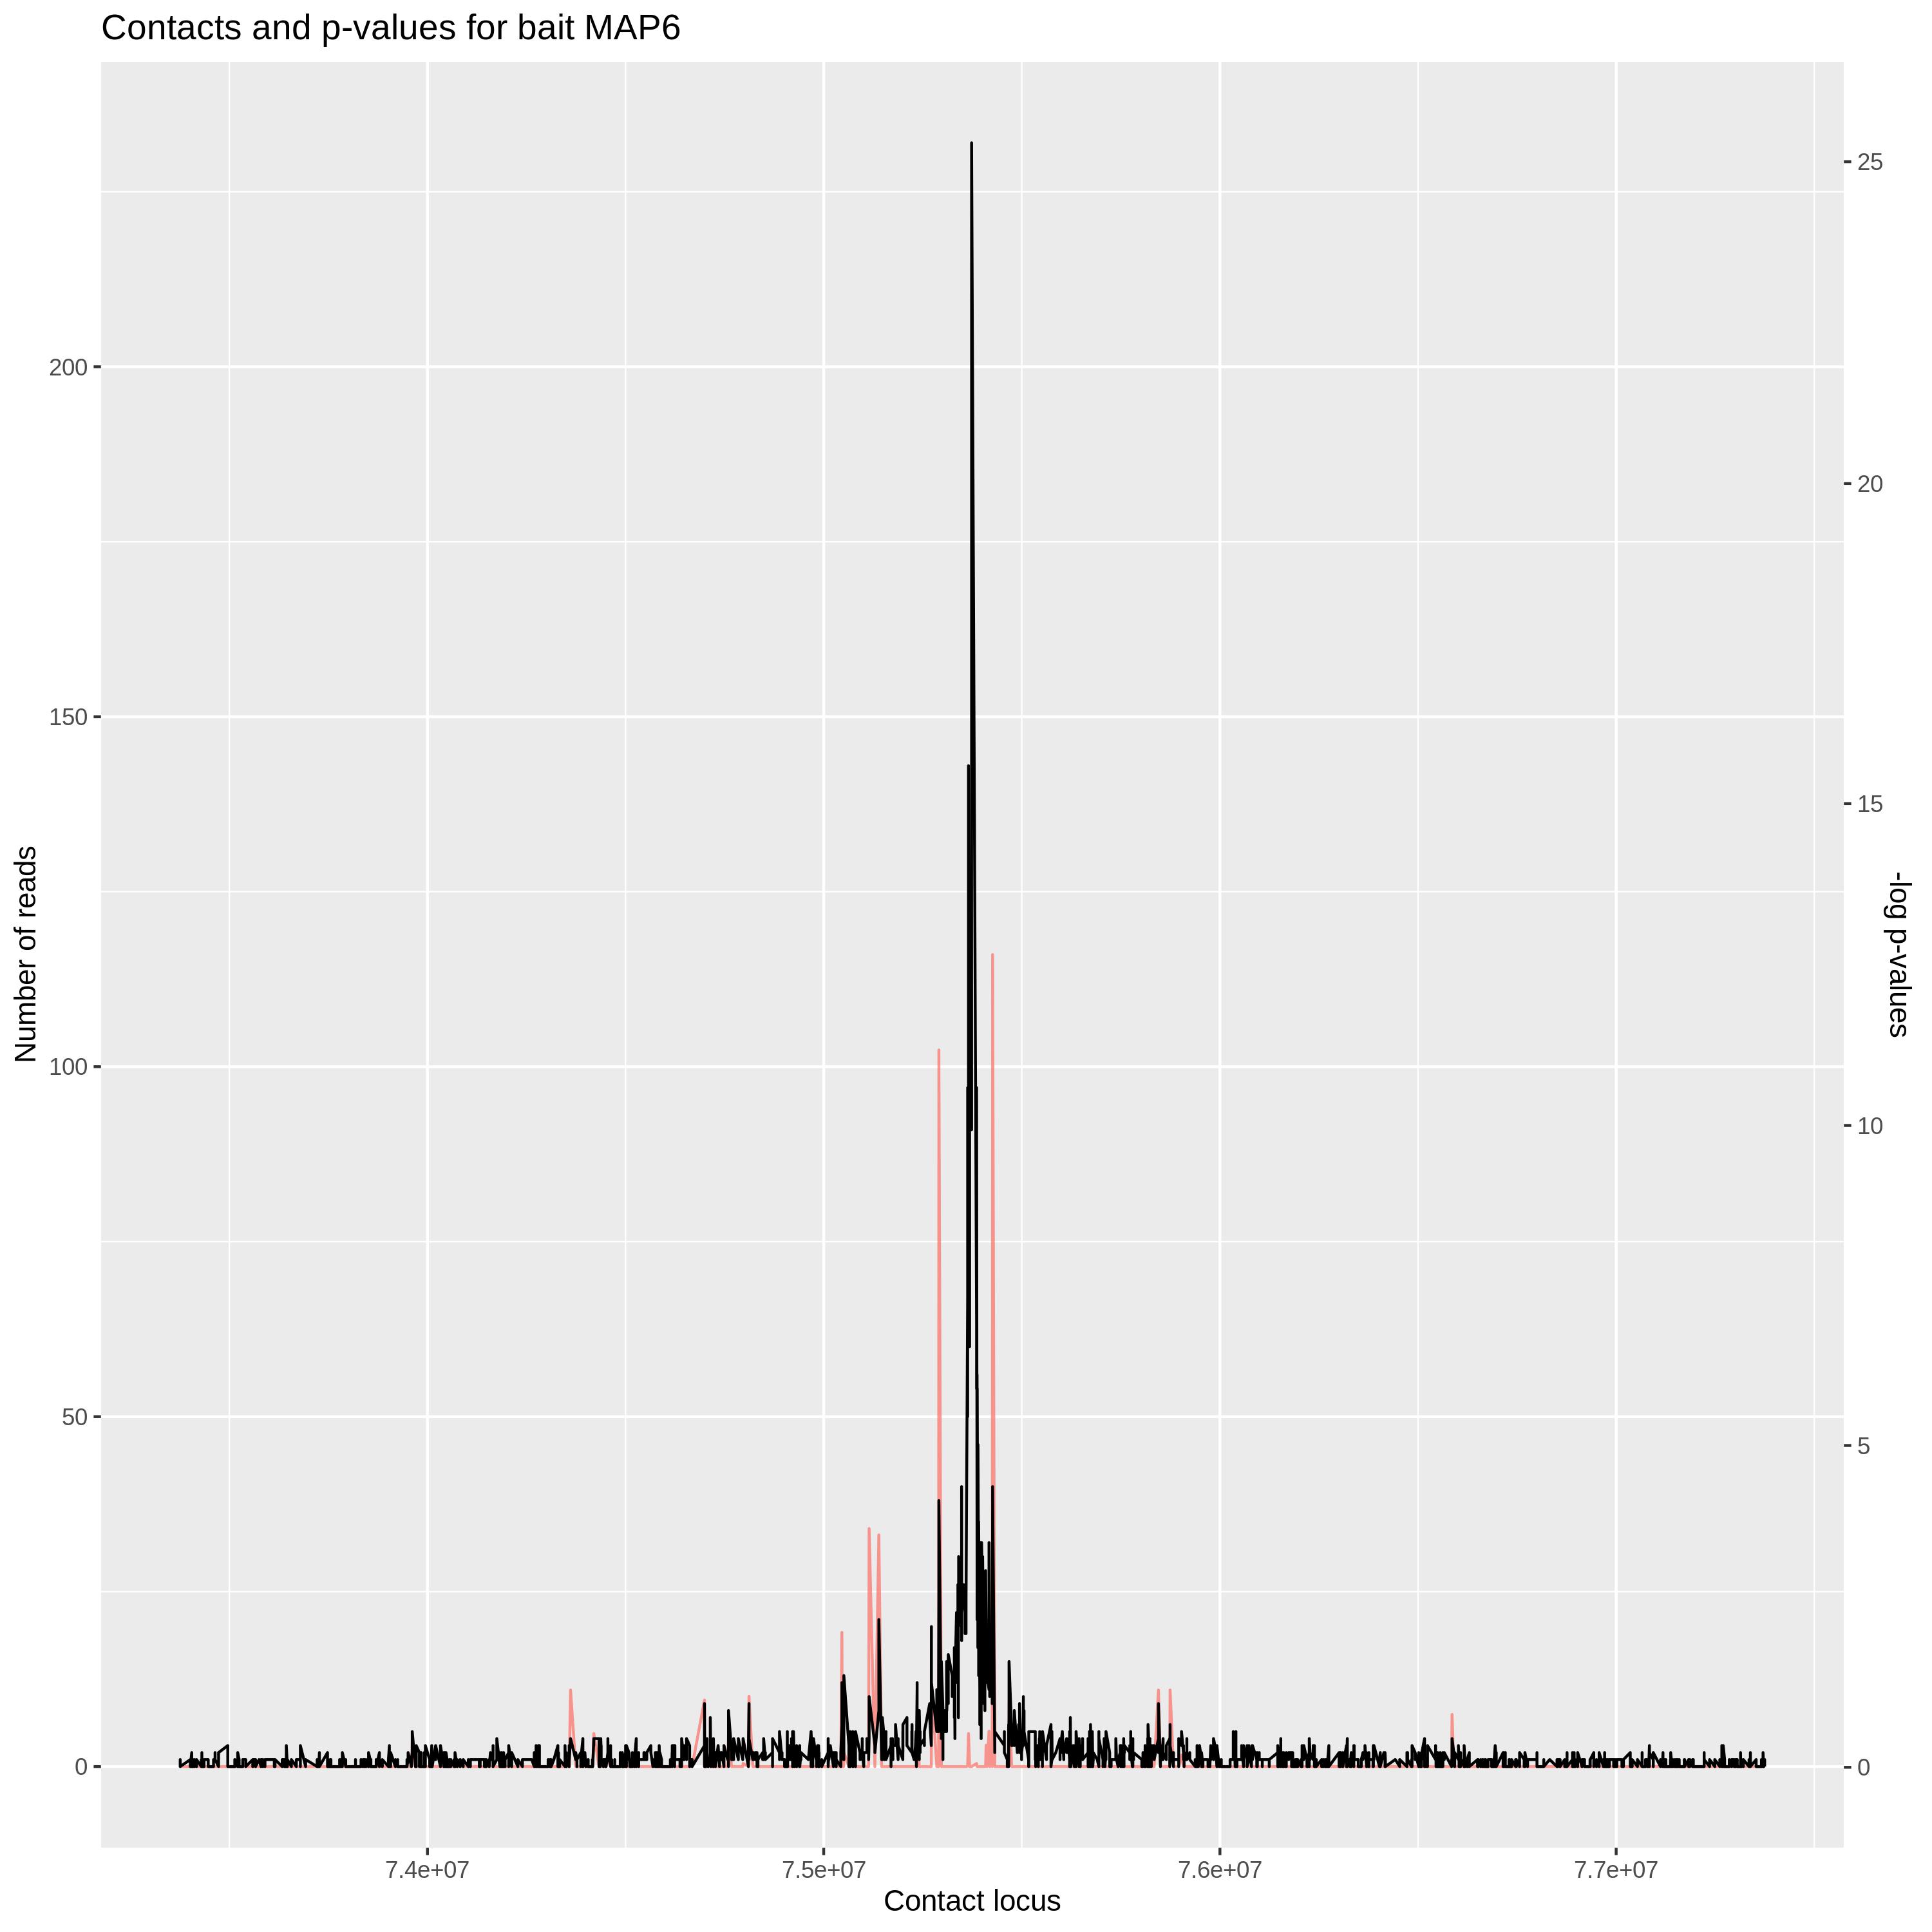 Contacts and p-values for bait MAP6
Number of reads
200
150
100
50
0
25
20
15
10
5
0
-log p-values
7.4e+07 7.5e+07 7.6e+07 7.7e+07
Contact locus